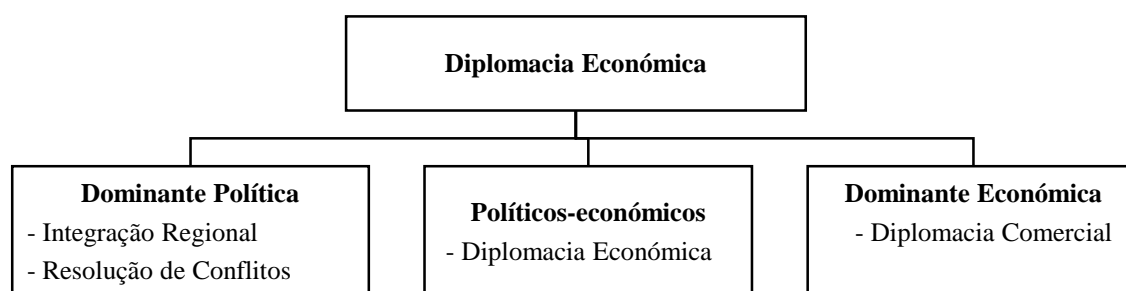 Diplomacia Económica
Dominante Política
- Integração Regional
- Resolução de Conflitos
Políticos-económicos
- Diplomacia Económica
Dominante Económica
- Diplomacia Comercial